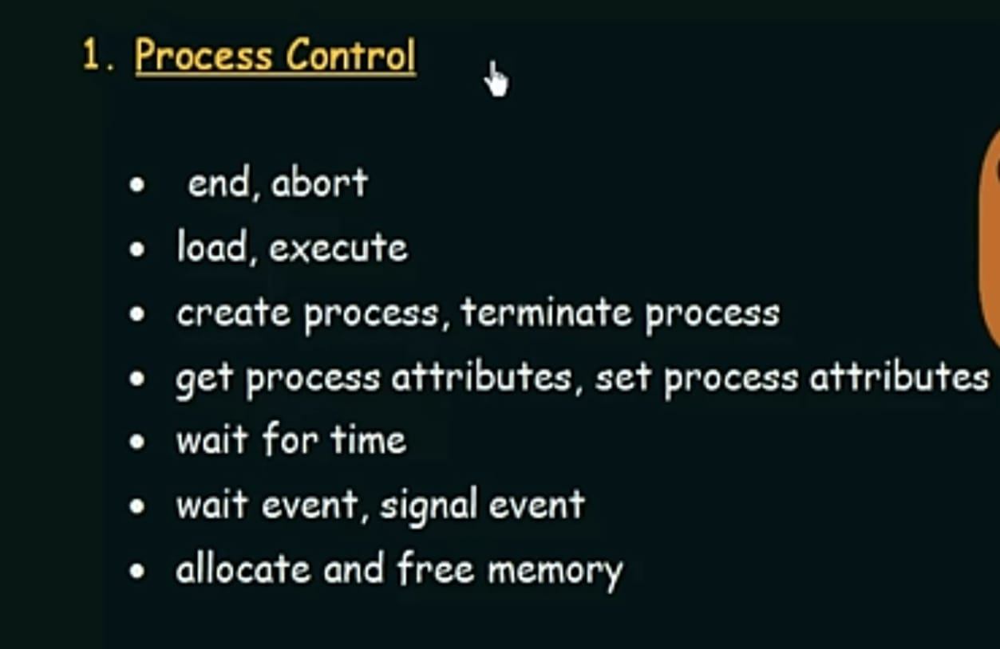 1. Process Control
• end, abort
• load, execute
• create process, terminate process
• get process attributes, set process attributes
• wait for time
• wait event, signal event
• allocate and free memory